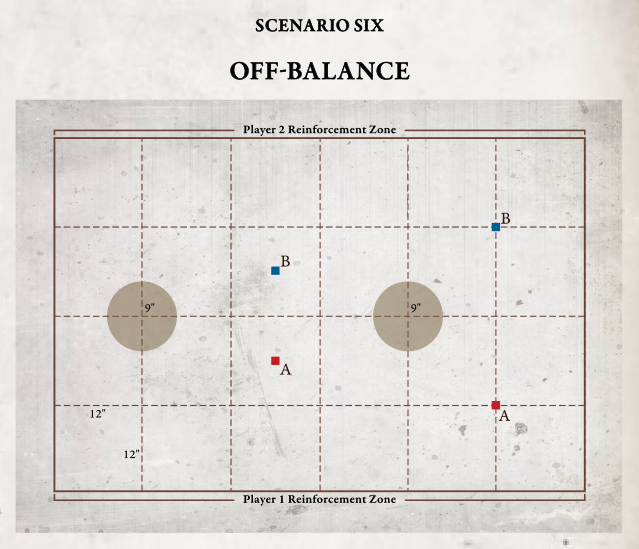 SCENARIO SIX
OFF-BALANCE
Player 2 Reinforcement Zone
B
B
9"
9"
A
12"
A
12"
Player 1 Reinforcement Zone